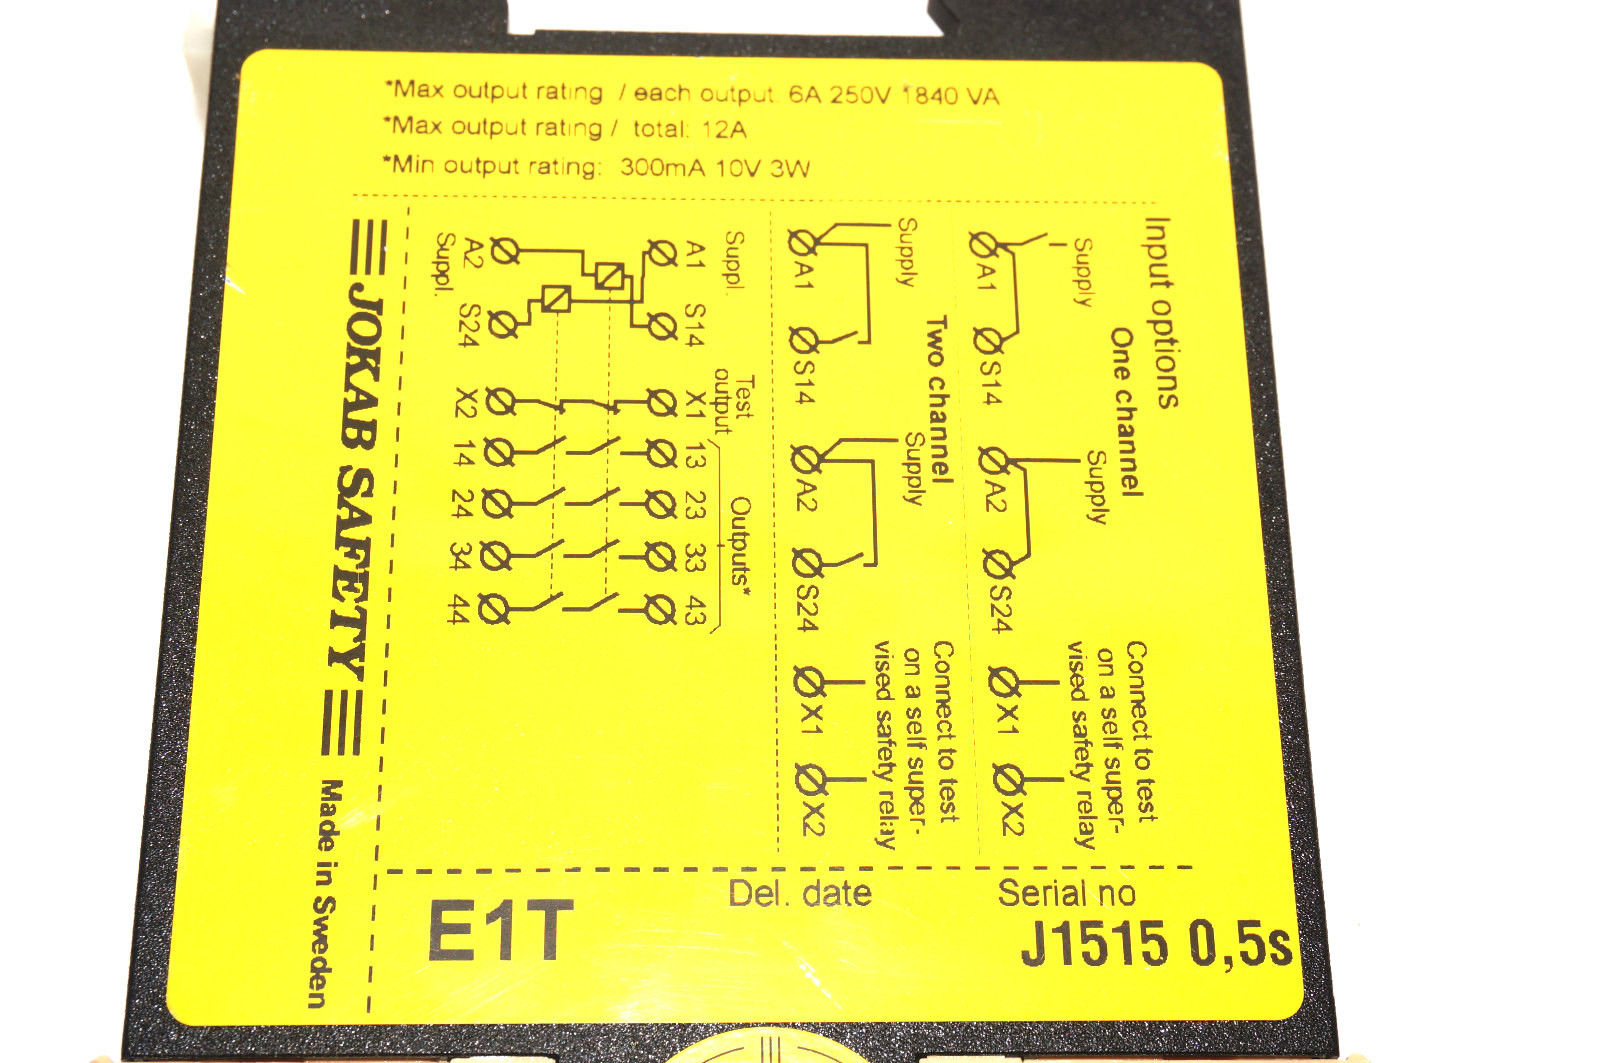 *Max output rating / each output. 6A 250V 1840 VA
*Max output rating / total: 12A
*Min output rating: 300mA 10V 3W
Input options
One channel
Supply
A1
S14
Supply
A2
S24
X1
X2
Connect to test
on a self super-
vised safety relay
Two channel
Supply
A1
S14
Supply
A2
S24
X1
X2
Connect to test
on a self super-
vised safety relay
Suppl.
Test
output
Outputs*
A1 S14 X1 13 23 33 43
A2 S24 X2 14 24 34 44
Suppl.
JOKAB SAFETY Made in Sweden
Del. date
Serial no
E1T
J1515 0,5s